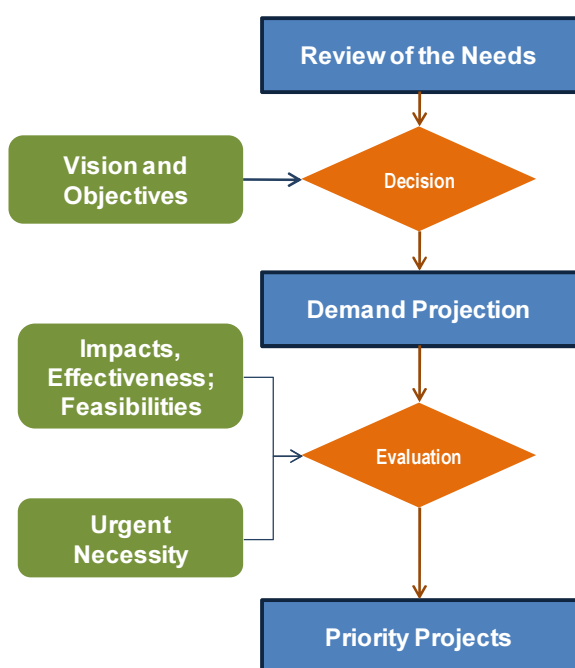 Review of the Needs
Vision and
Objectives
Decision
Demand Projection
Impacts,
Effectiveness;
Feasibilities
Evaluation
Urgent
Necessity
Priority Projects